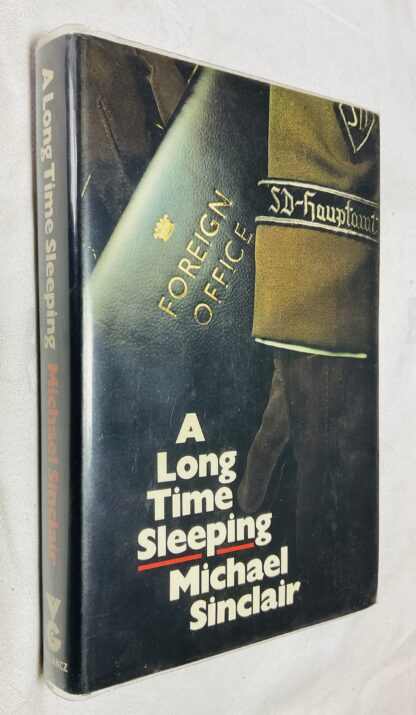 A Long Time Sleeping Michael Sinclair
VG
FOREIGN
OFFICE
SD
SD-Hauptamt
A
Long
Time
Sleeping
Michael
Sinclair